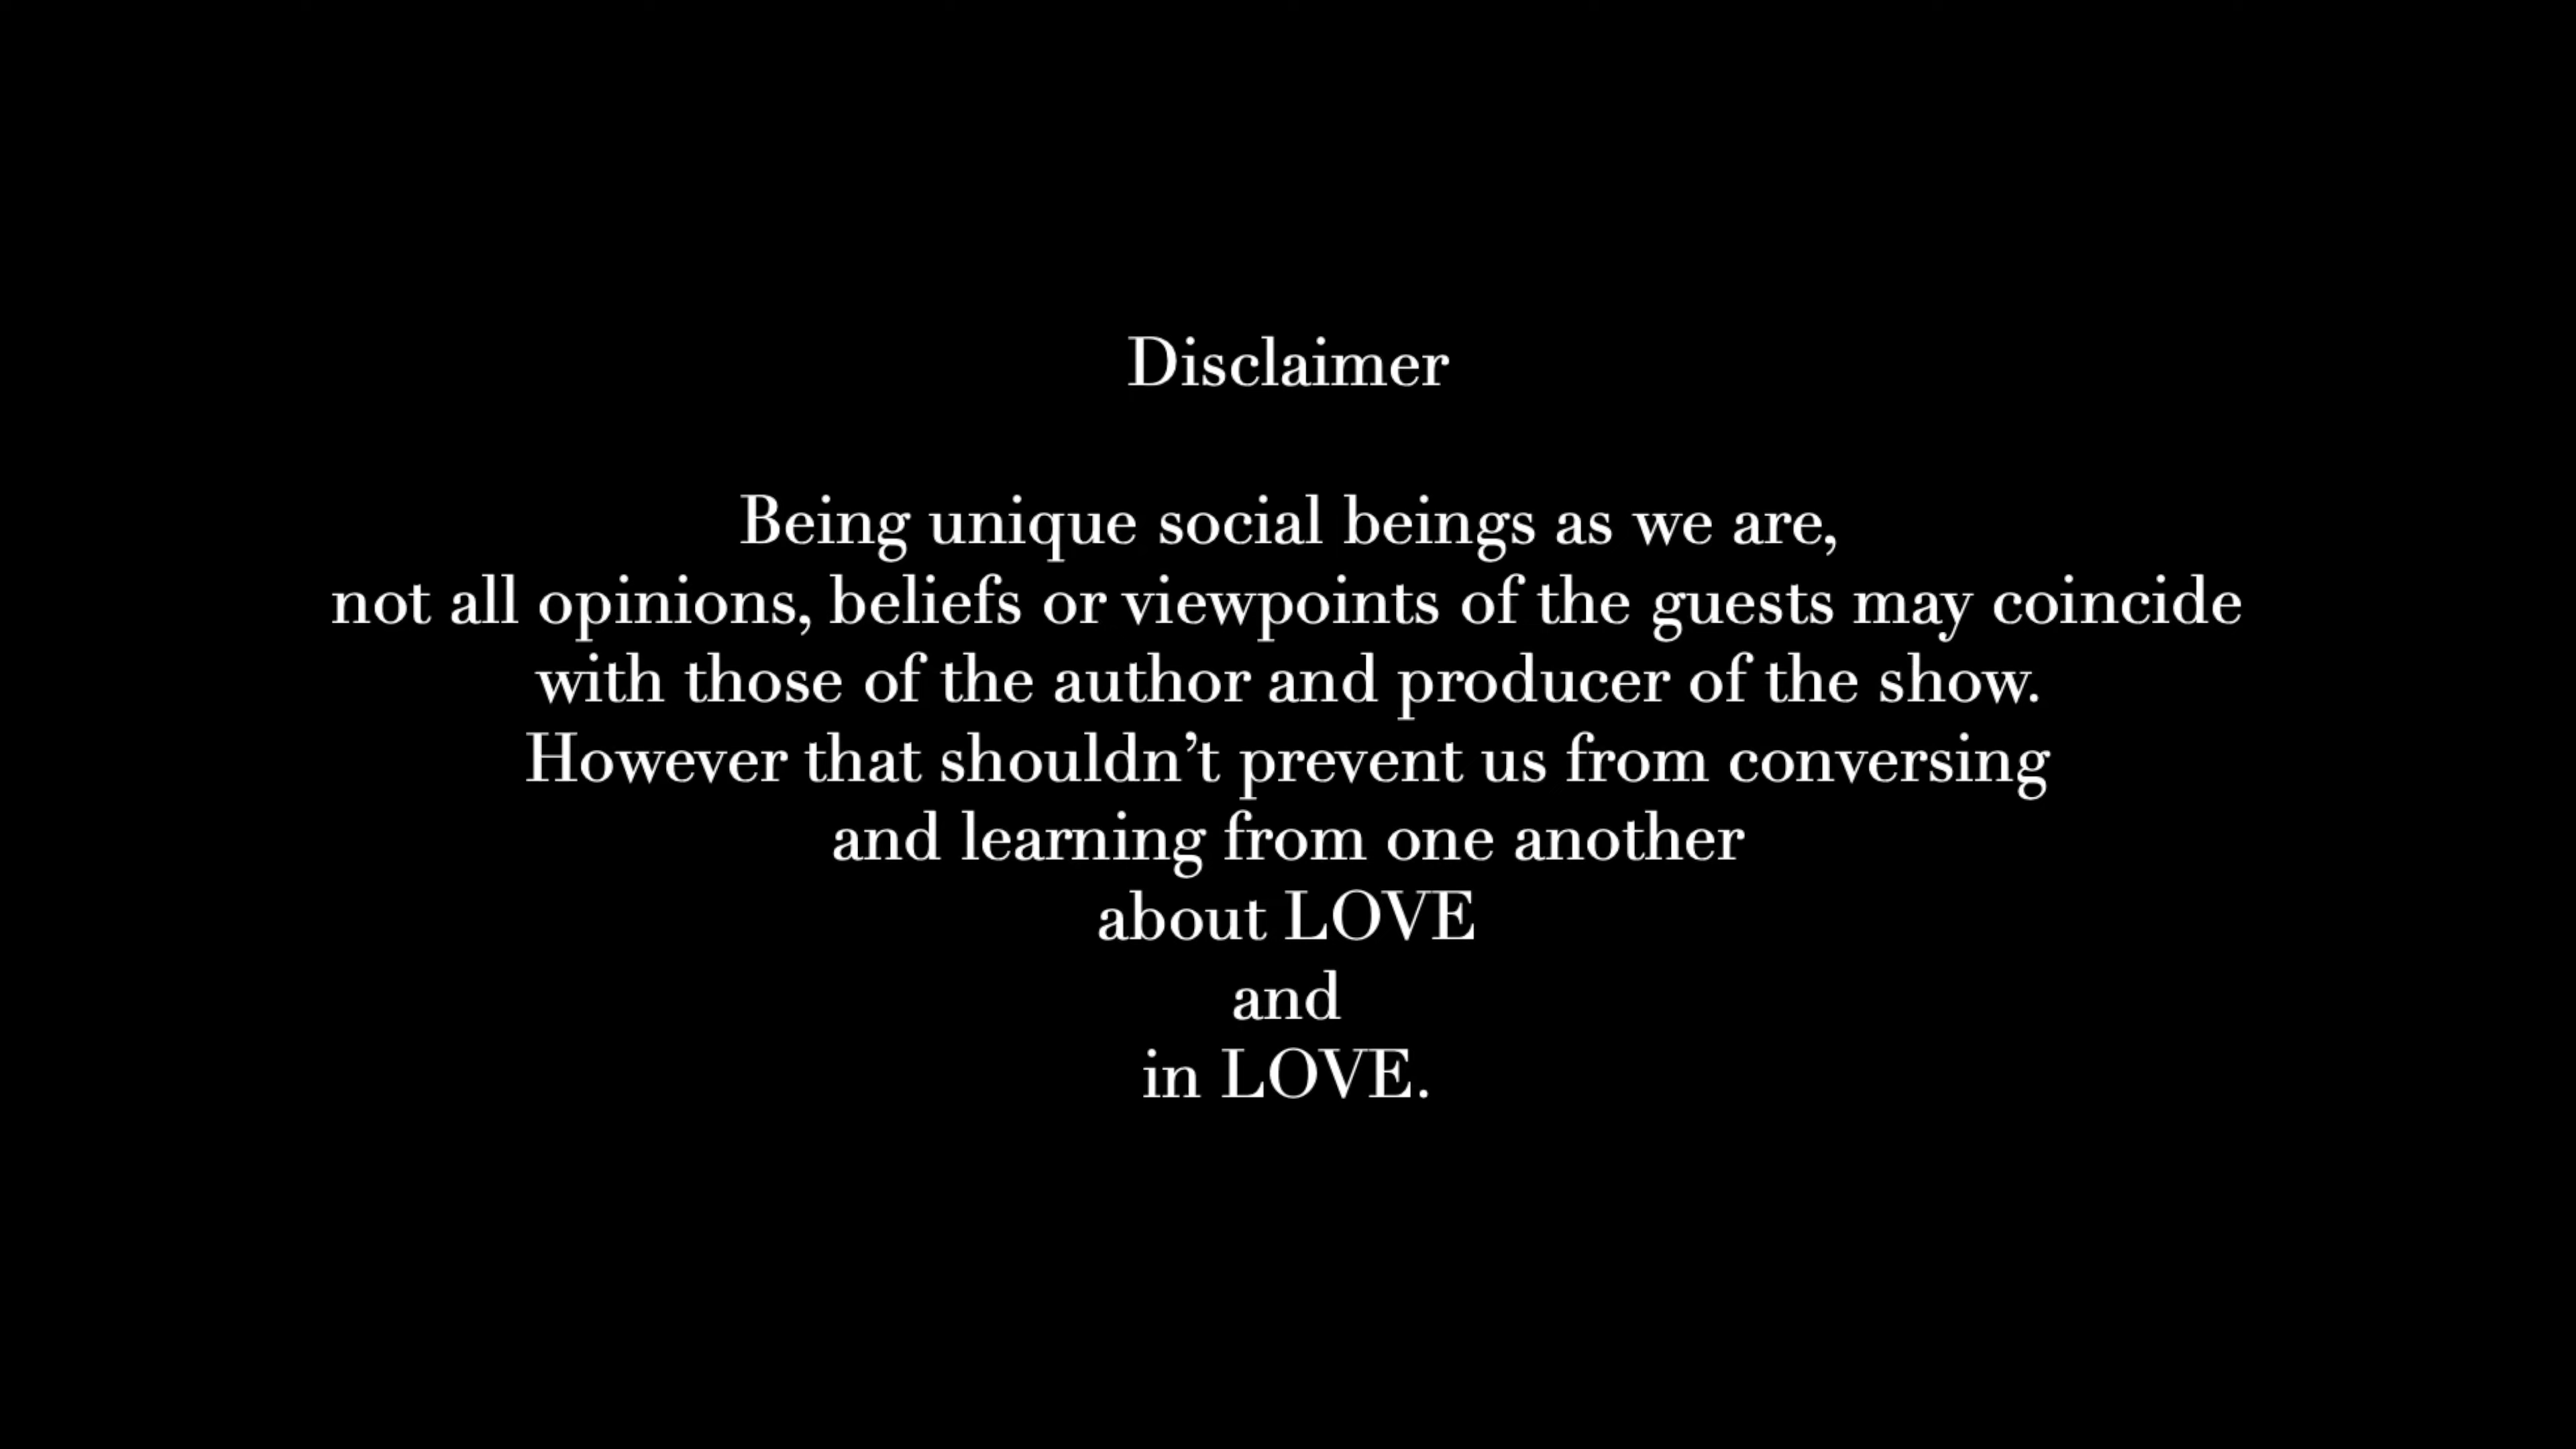 Disclaimer
Being unique social beings as we are,
not all opinions, beliefs or viewpoints of the guests may coincide
with those of the author and producer of the show.
However that shouldn’t prevent us from conversing
and learning from one another
about LOVE
and
in LOVE.